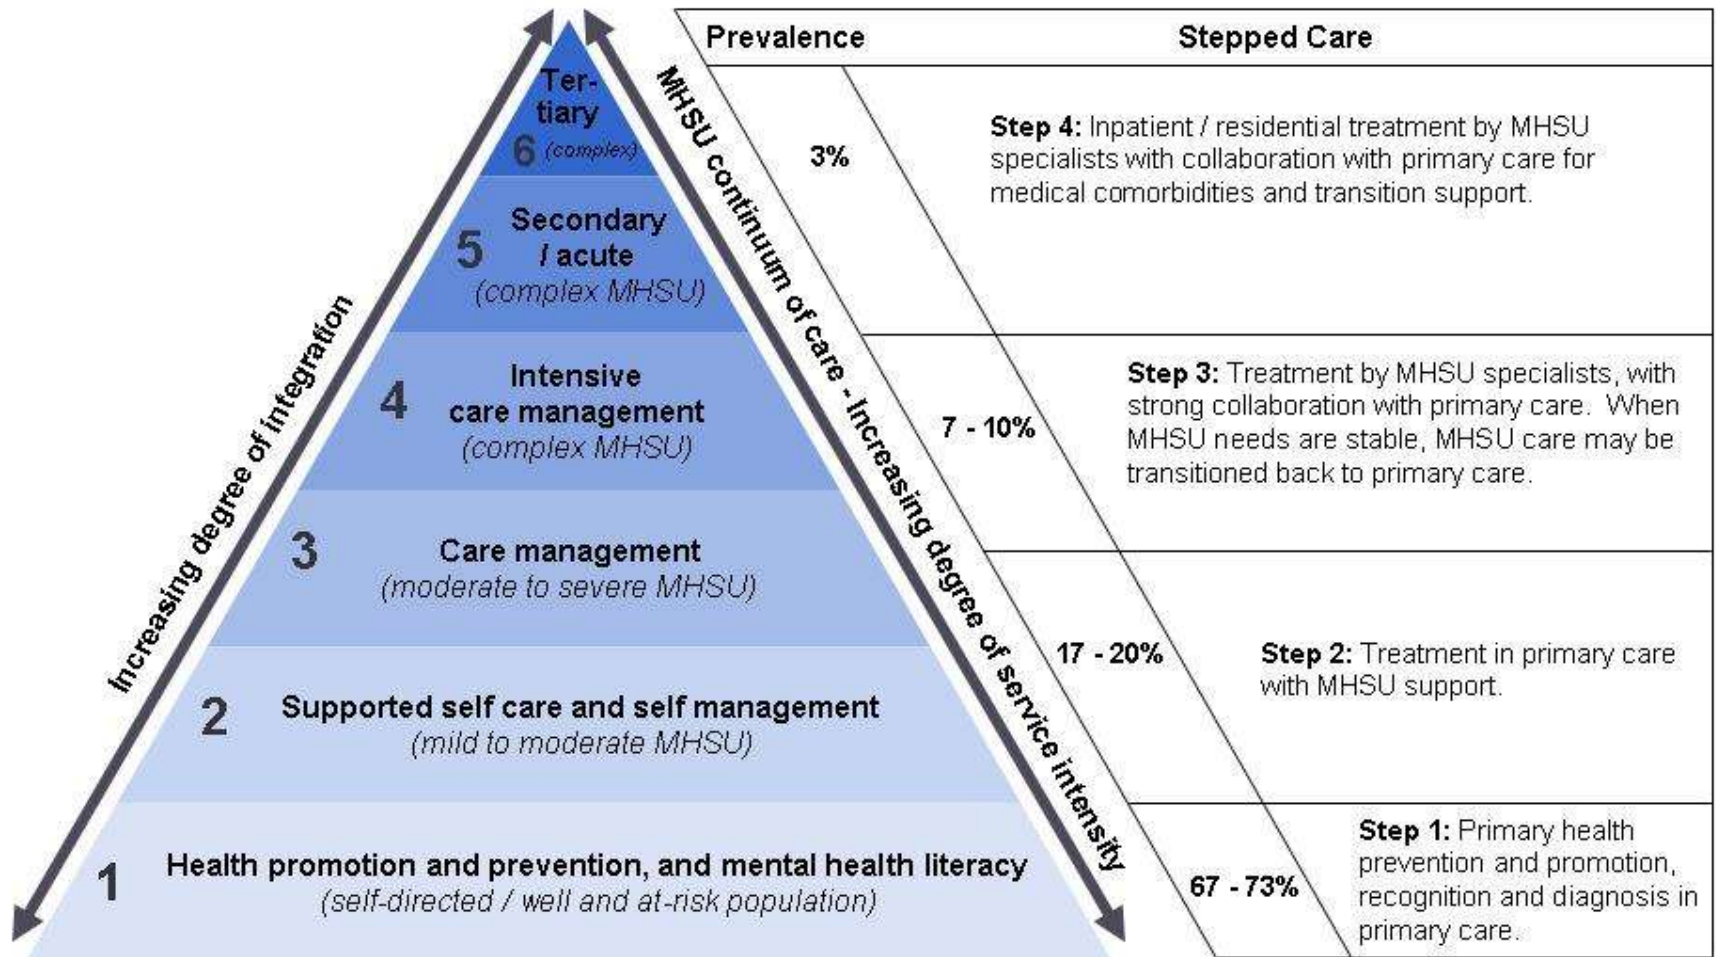 Prevalence
Stepped Care
Ter-
tiary
6 (complex)
5
Secondary
/ acute
(complex MHSU)
4
Intensive
care management
(complex MHSU)
3
Care management
(moderate to severe MHSU)
2
Supported self care and self management
(mild to moderate MHSU)
1
Health promotion and prevention, and mental health literacy
(self-directed / well and at-risk population)
Increasing degree of integration
MHSU continuum of care - Increasing degree of service intensity
3%
Step 4: Inpatient / residential treatment by MHSU
specialists with collaboration with primary care for
medical comorbidities and transition support.
7 - 10%
Step 3: Treatment by MHSU specialists, with
strong collaboration with primary care.  When
MHSU needs are stable, MHSU care may be
transitioned back to primary care.
17 - 20%
Step 2: Treatment in primary care
with MHSU support.
67 - 73%
Step 1: Primary health
prevention and promotion,
recognition and diagnosis in
primary care.